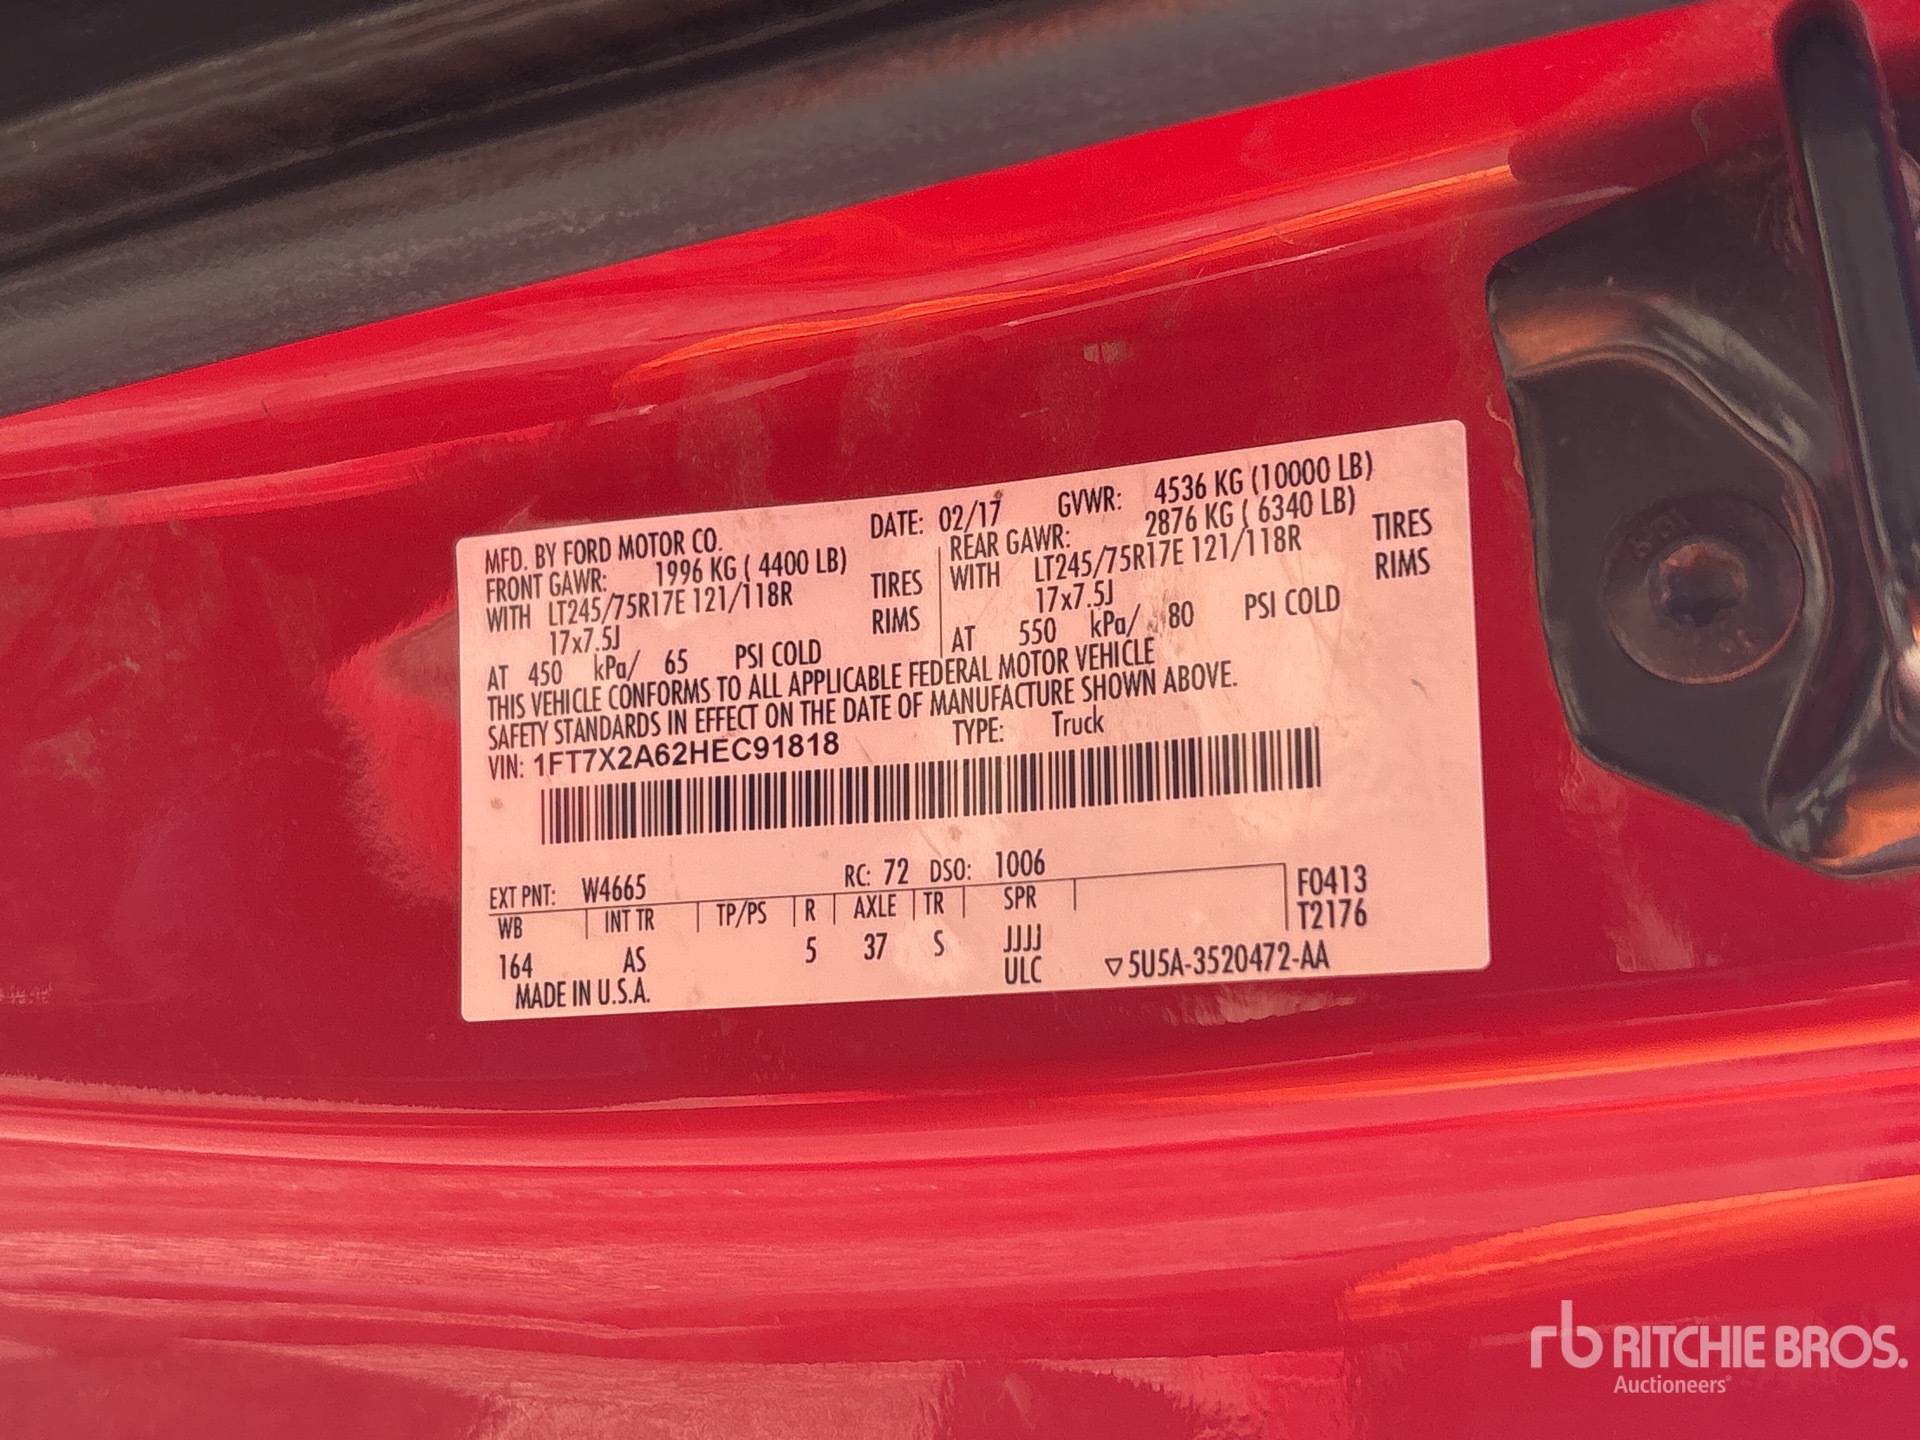 MFD. BY FORD MOTOR CO. DATE: 02/17 GVWR: 4536 KG (10000 LB)
FRONT GAWR: 1996 KG ( 4400 LB) REAR GAWR: 2876 KG ( 6340 LB)
WITH LT245/75R17E 121/118R TIRES WITH LT245/75R17E 121/118R TIRES
17x7.5J RIMS 17x7.5J RIMS
AT 450 kPa/ 65 PSI COLD AT 550 kPa/ 80 PSI COLD
THIS VEHICLE CONFORMS TO ALL APPLICABLE FEDERAL MOTOR VEHICLE
SAFETY STANDARDS IN EFFECT ON THE DATE OF MANUFACTURE SHOWN ABOVE.
VIN: 1FT7X2A62HEC91818 TYPE: Truck
EXT PNT: W4665 RC: 72 DSO: 1006
WB INT TR TP/PS R AXLE TR SPR F0413
T2176
164 AS 5 37 S JJJJ
ULC
MADE IN U.S.A. ▽5U5A-3520472-AA
rb RITCHIE BROS.
Auctioneers